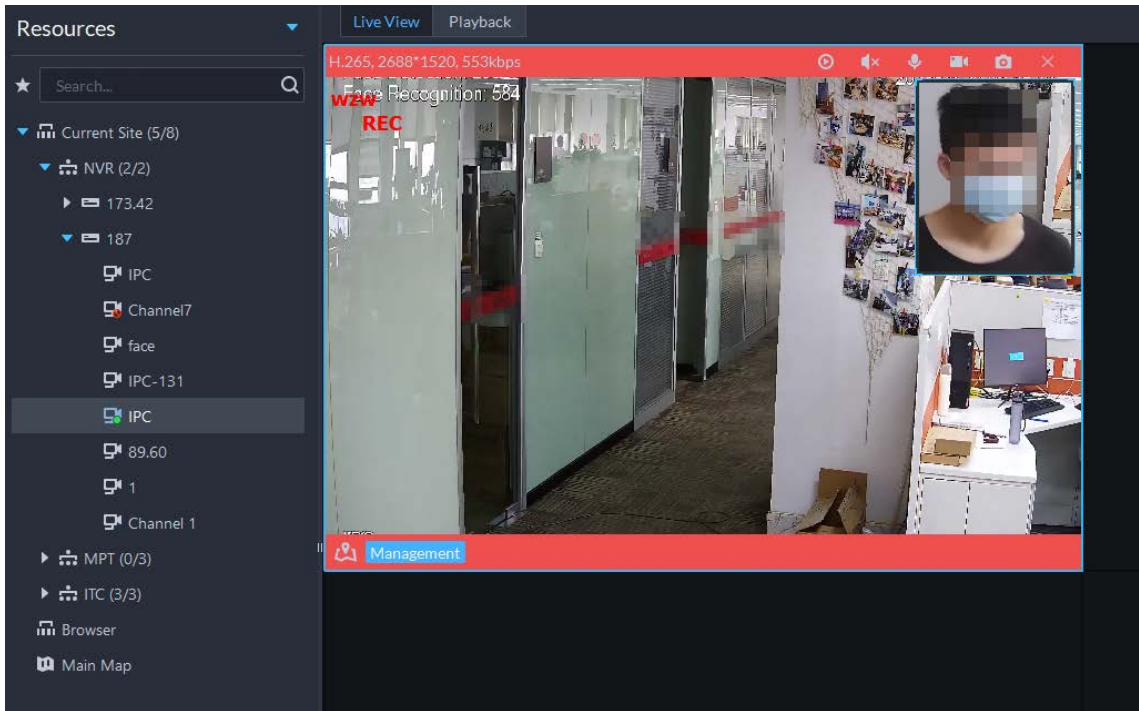 Resources
Search...
Current Site (5/8)
NVR (2/2)
173.42
187
IPC
Channel7
face
IPC-131
IPC
89.60
1
Channel 1
MPT (0/3)
ITC (3/3)
Browser
Main Map
Live View
Playback
H.265, 2688*1520, 553kbps
Face Recognition: 584
wzw
REC
Management